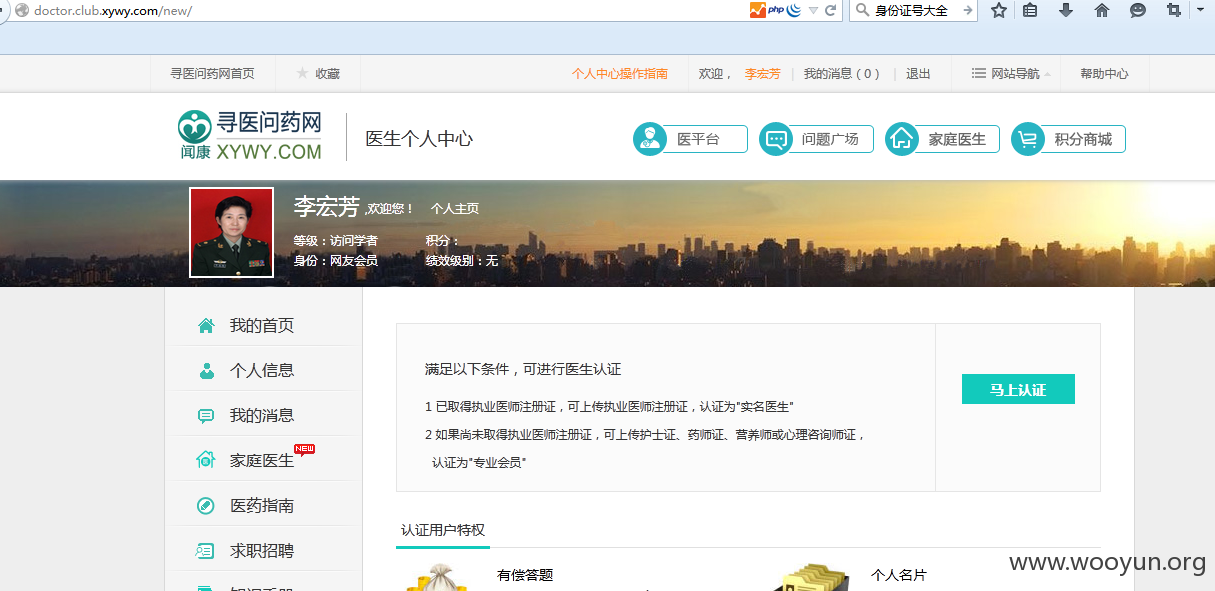 doctor.club.xywy.com/new/
php
身份证号大全
寻医问药网首页
收藏
个人中心操作指南
欢迎， 李宏芳
我的消息（0）
退出
网站导航
帮助中心
寻医问药网
闻康 XYWY.COM
医生个人中心
医平台
问题广场
家庭医生
积分商城
李宏芳 ,欢迎您！ 个人主页
等级：访问学者 积分：
身份：网友会员 绩效级别：无
我的首页
个人信息
我的消息
家庭医生 NEW
医药指南
求职招聘
满足以下条件，可进行医生认证
1 已取得执业医师注册证，可上传执业医师注册证，认证为"实名医生"
2 如果尚未取得执业医师注册证，可上传护士证、药师证、营养师或心理咨询师证，
认证为"专业会员"
马上认证
认证用户特权
有偿答题
个人名片
www.wooyun.org